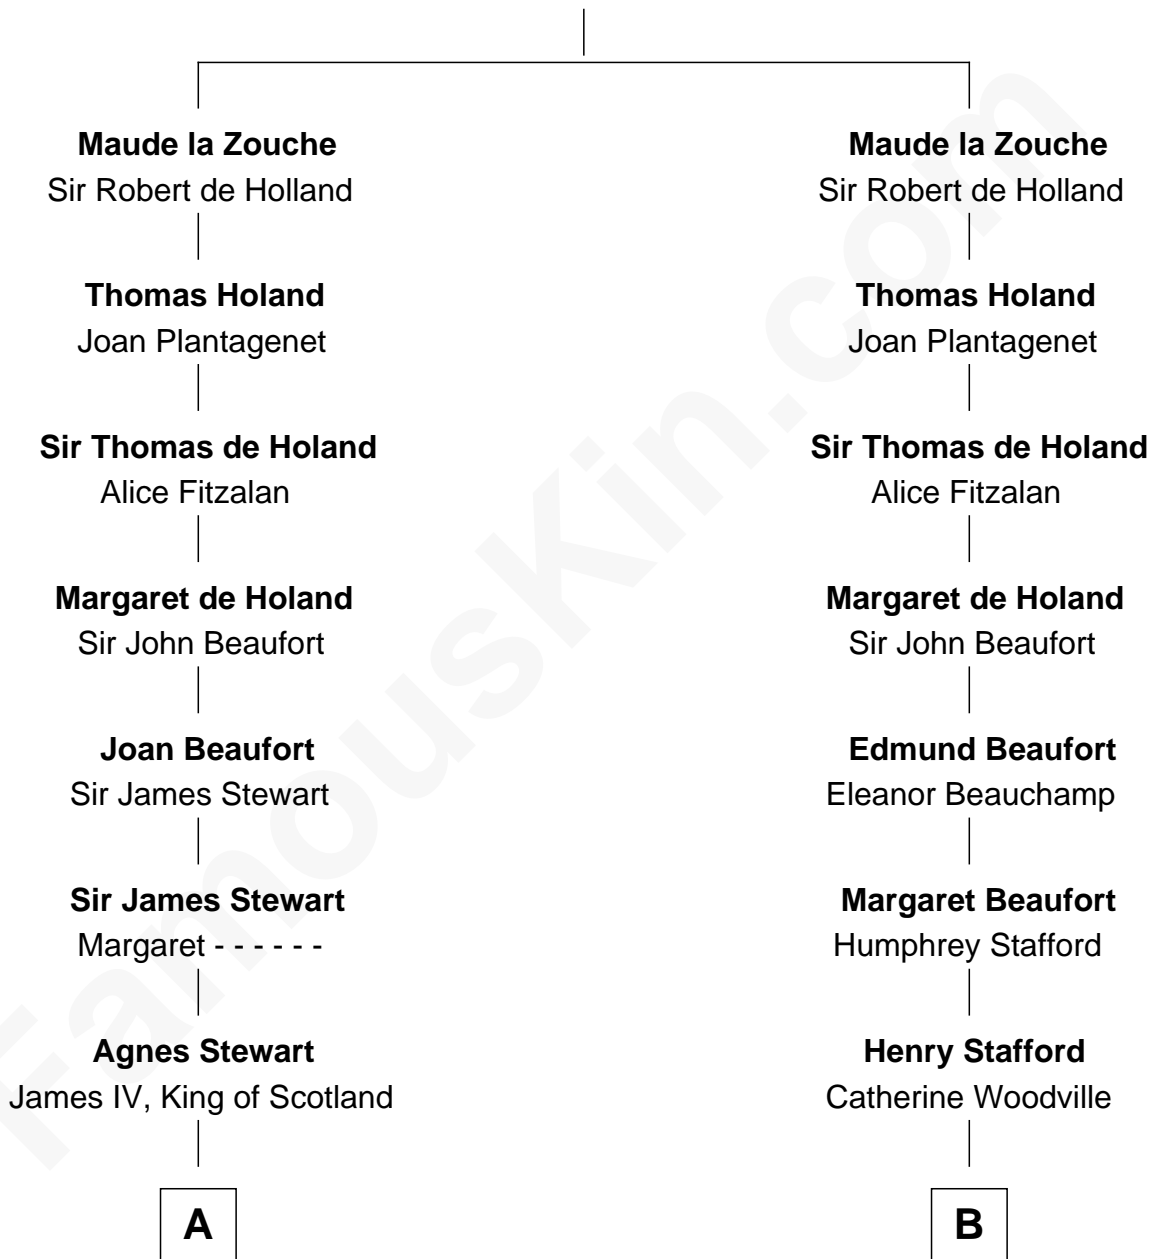 Maude la Zouche
Sir Robert de Holland
Thomas Holand
Joan Plantagenet
Sir Thomas de Holand
Alice Fitzalan
Margaret de Holand
Sir John Beaufort
Joan Beaufort
Sir James Stewart
Sir James Stewart
Margaret - - - - - -
Agnes Stewart
James IV, King of Scotland
A
Maude la Zouche
Sir Robert de Holland
Thomas Holand
Joan Plantagenet
Sir Thomas de Holand
Alice Fitzalan
Margaret de Holand
Sir John Beaufort
Edmund Beaufort
Eleanor Beauchamp
Margaret Beaufort
Humphrey Stafford
Henry Stafford
Catherine Woodville
B
FamousKin.com